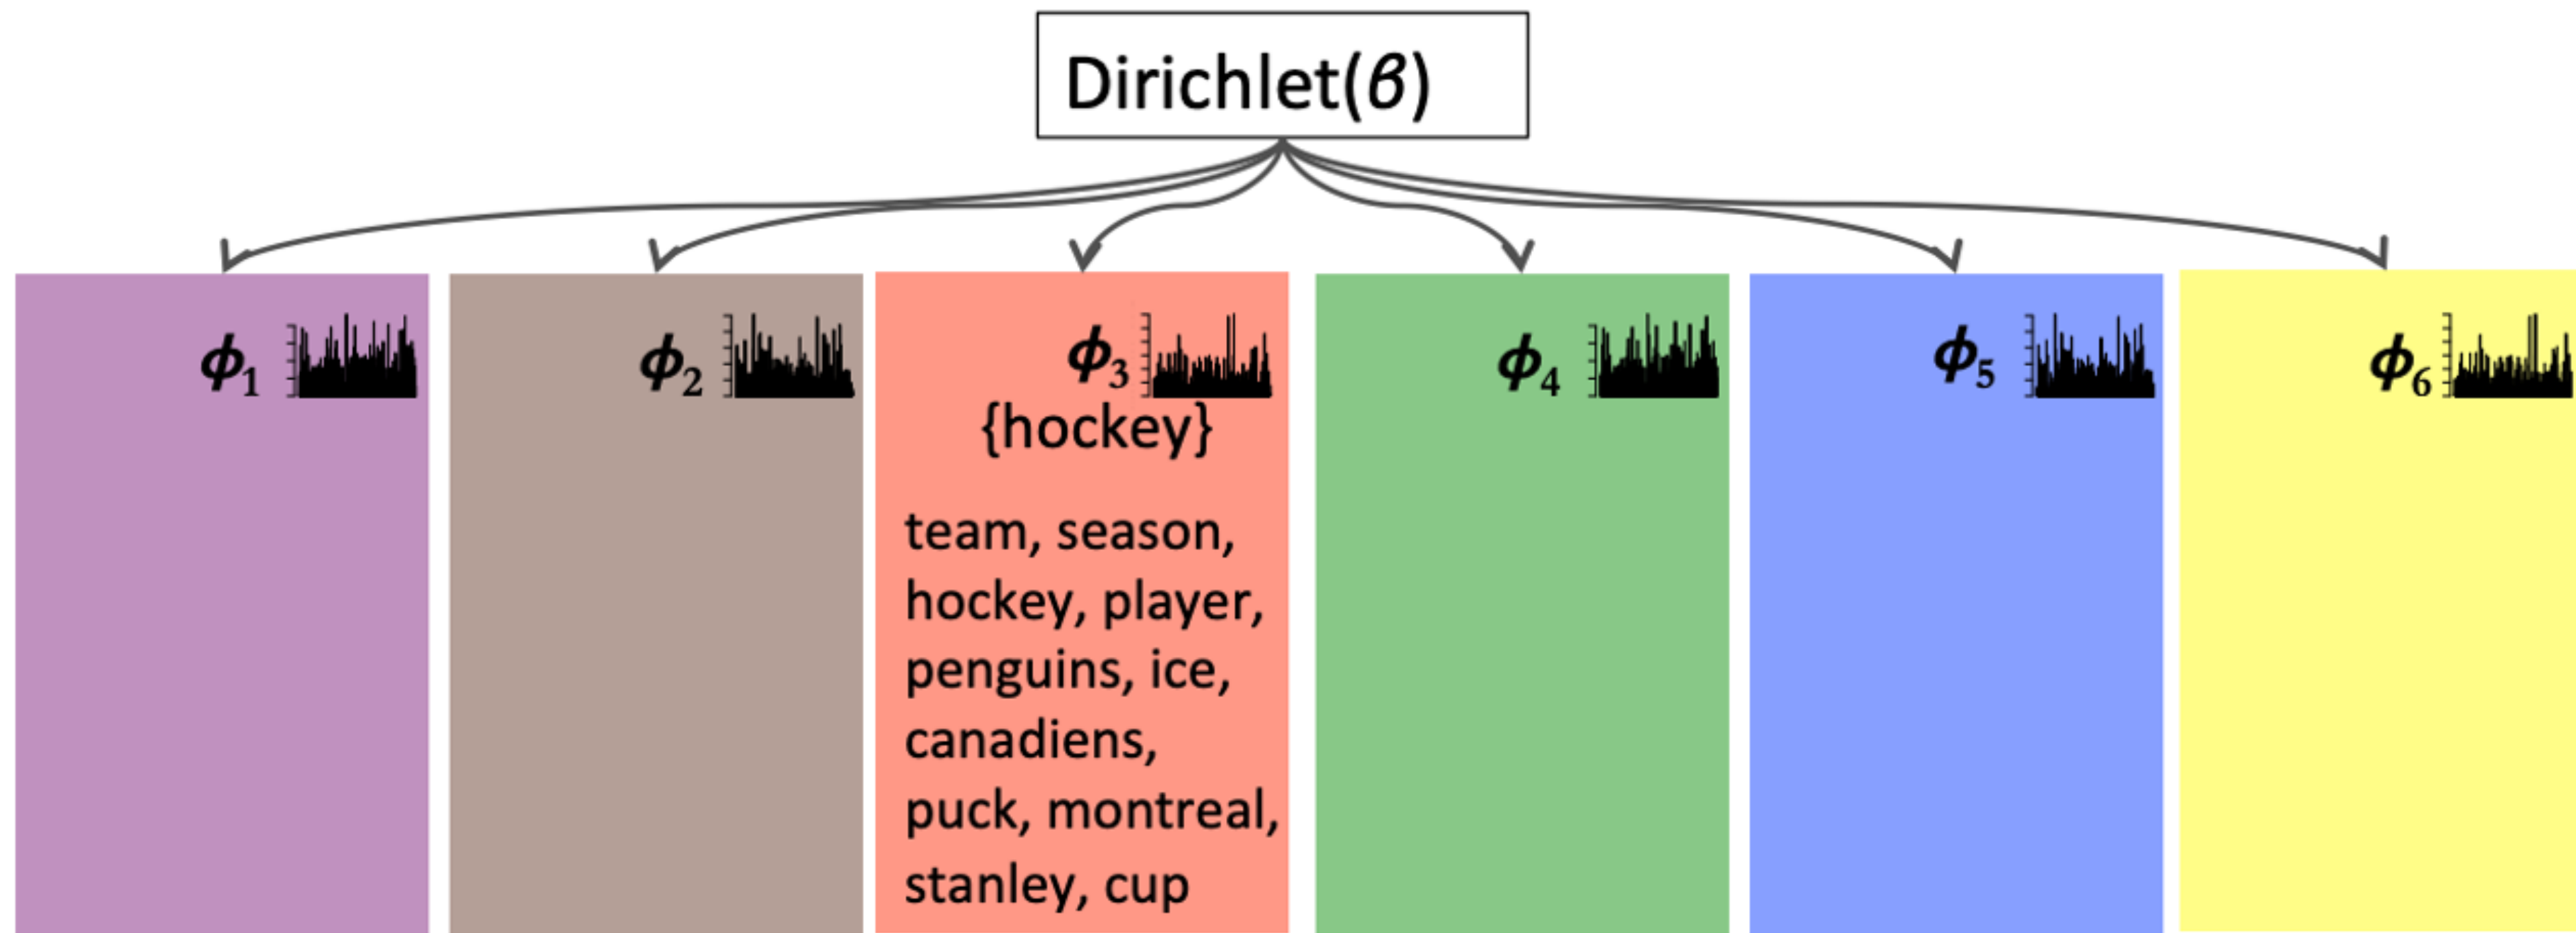 Dirichlet(β)
ϕ1
ϕ2
ϕ3
ϕ4
ϕ5
ϕ6
{hockey}
team, season,
hockey, player,
penguins, ice,
canadiens,
puck, montreal,
stanley, cup